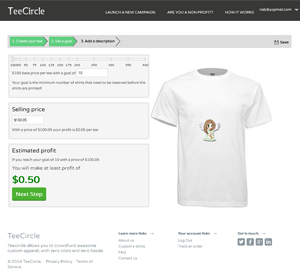 TeeCircle
LAUNCH A NEW CAMPAIGN
ARE YOU A NON PROFIT?
HOW IT WORKS
1. Create your tee
2. Set a goal
3. Add a description
Save
$100 base price per tee with a goal of 10
Your goal is the minimum number of shirts
that need to be reserved before the
shirts are printed!
Selling price
$100.05
With a price of $100.05 your profit is $0.05 per tee
Estimated profit
If you reach your goal of 10 with a price of $100.05
You will make at least profit of
$0.50
Next Step
TeeCircle
Teecircle allows you to crowdfund awesome
custom apparel, with zero costs and zero hassle.
© 2014 TeeCircle Privacy Policy Terms of
Service
Learn more links
About us
Custom t-shirts
FAQ
Contact us
Your account links
Log Out
Track an order
Get in touch